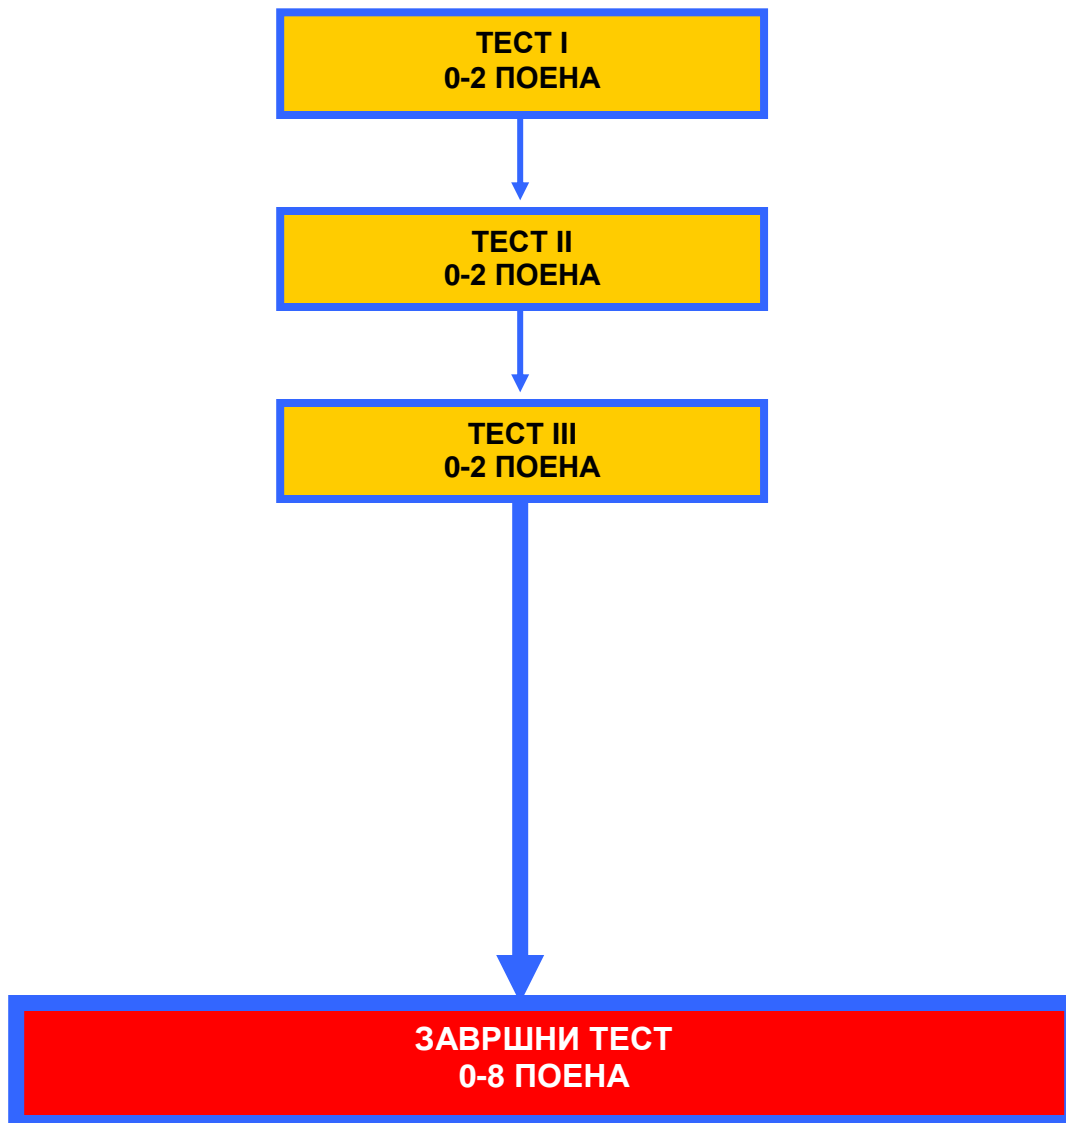 ТЕСТ I
0-2 ПОЕНА
ТЕСТ II
0-2 ПОЕНА
ТЕСТ III
0-2 ПОЕНА
ЗАВРШНИ ТЕСТ
0-8 ПОЕНА